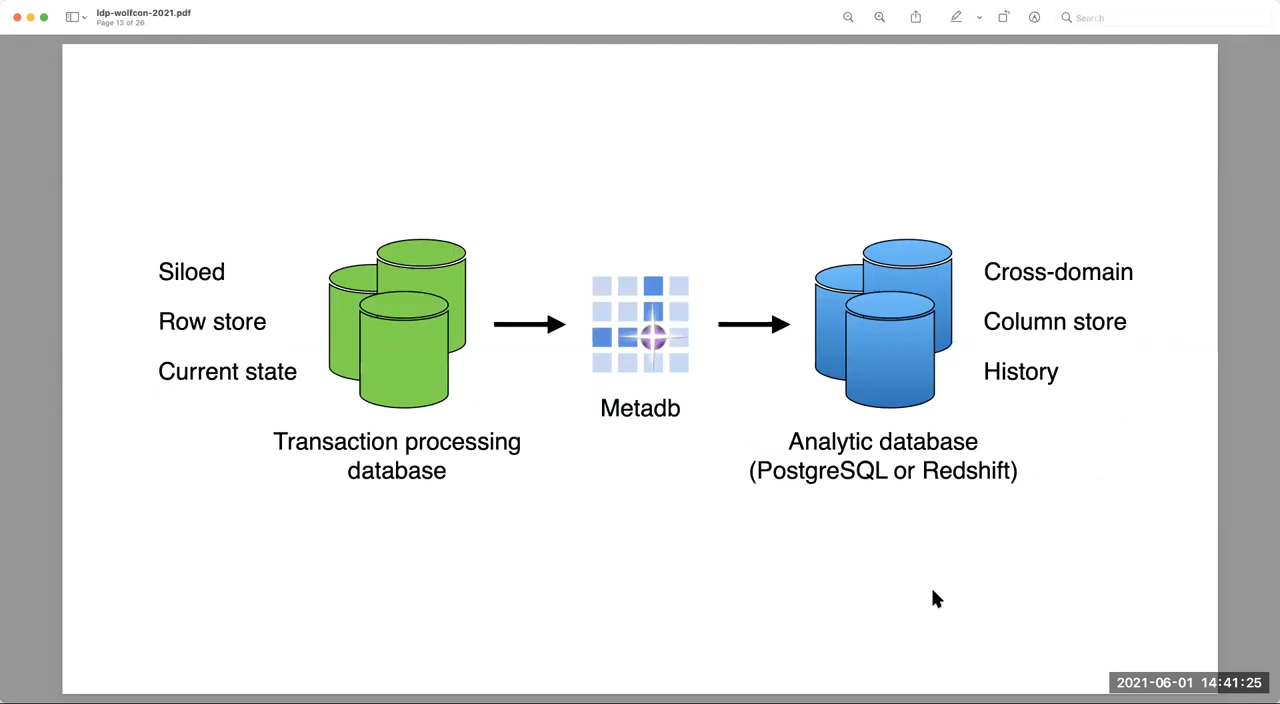 ldp-wolfcon-2021.pdf
Page 13 of 26
Search
Siloed
Row store
Current state
Transaction processing
database
Metadb
Cross-domain
Column store
History
Analytic database
(PostgreSQL or Redshift)
2021-06-01 14:41:25